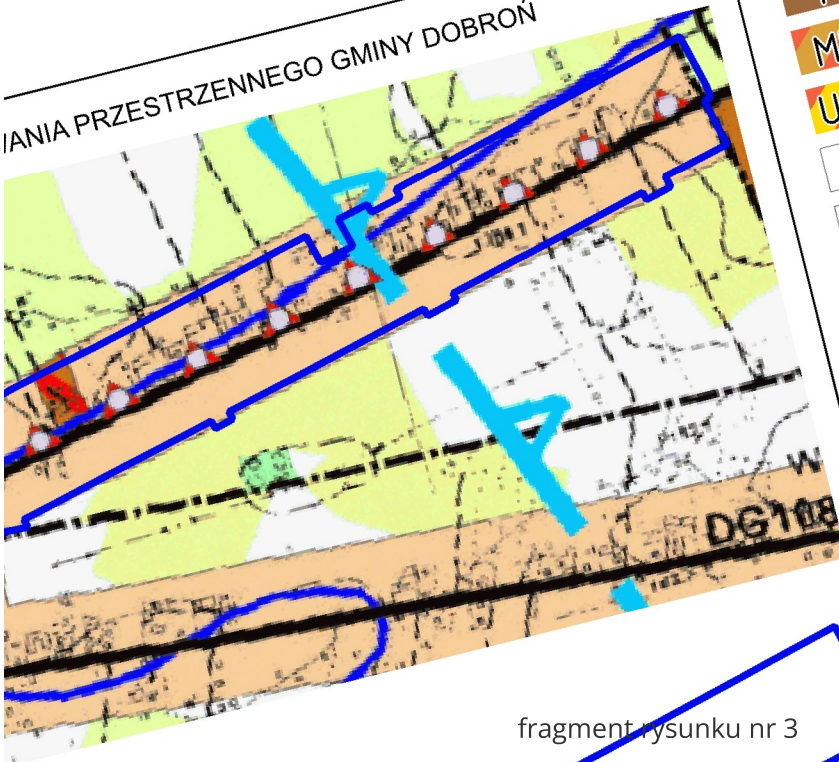 WANIA PRZESTRZENNEGO GMINY DOBROŃ
M
U
W
DG108
fragment rysunku nr 3